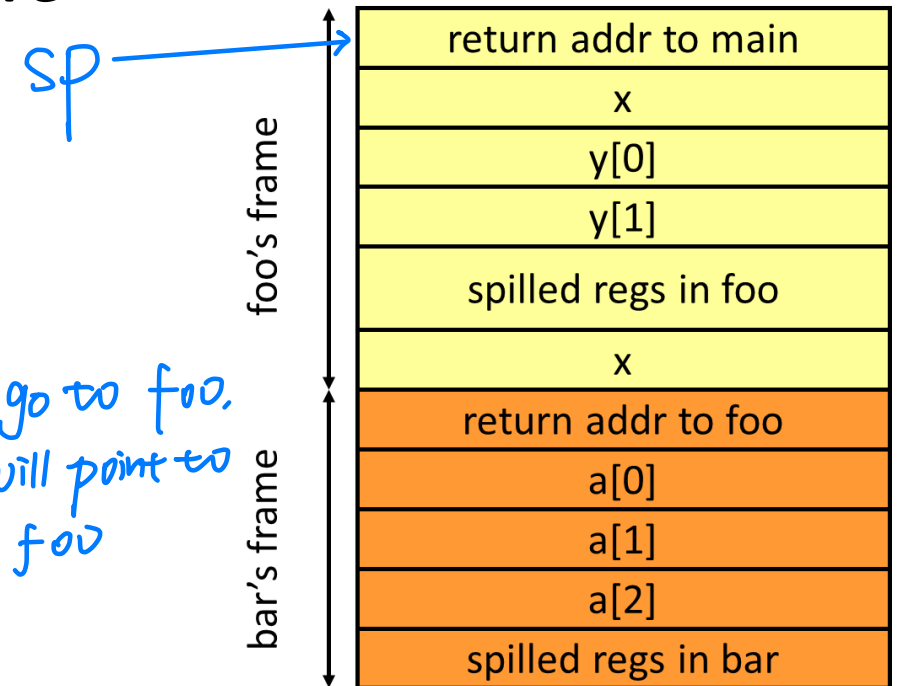 sp
return addr to main
x
y[0]
y[1]
spilled regs in foo
x
foo's frame
go to foo,
will point to
foo
return addr to foo
a[0]
a[1]
a[2]
spilled regs in bar
bar's frame